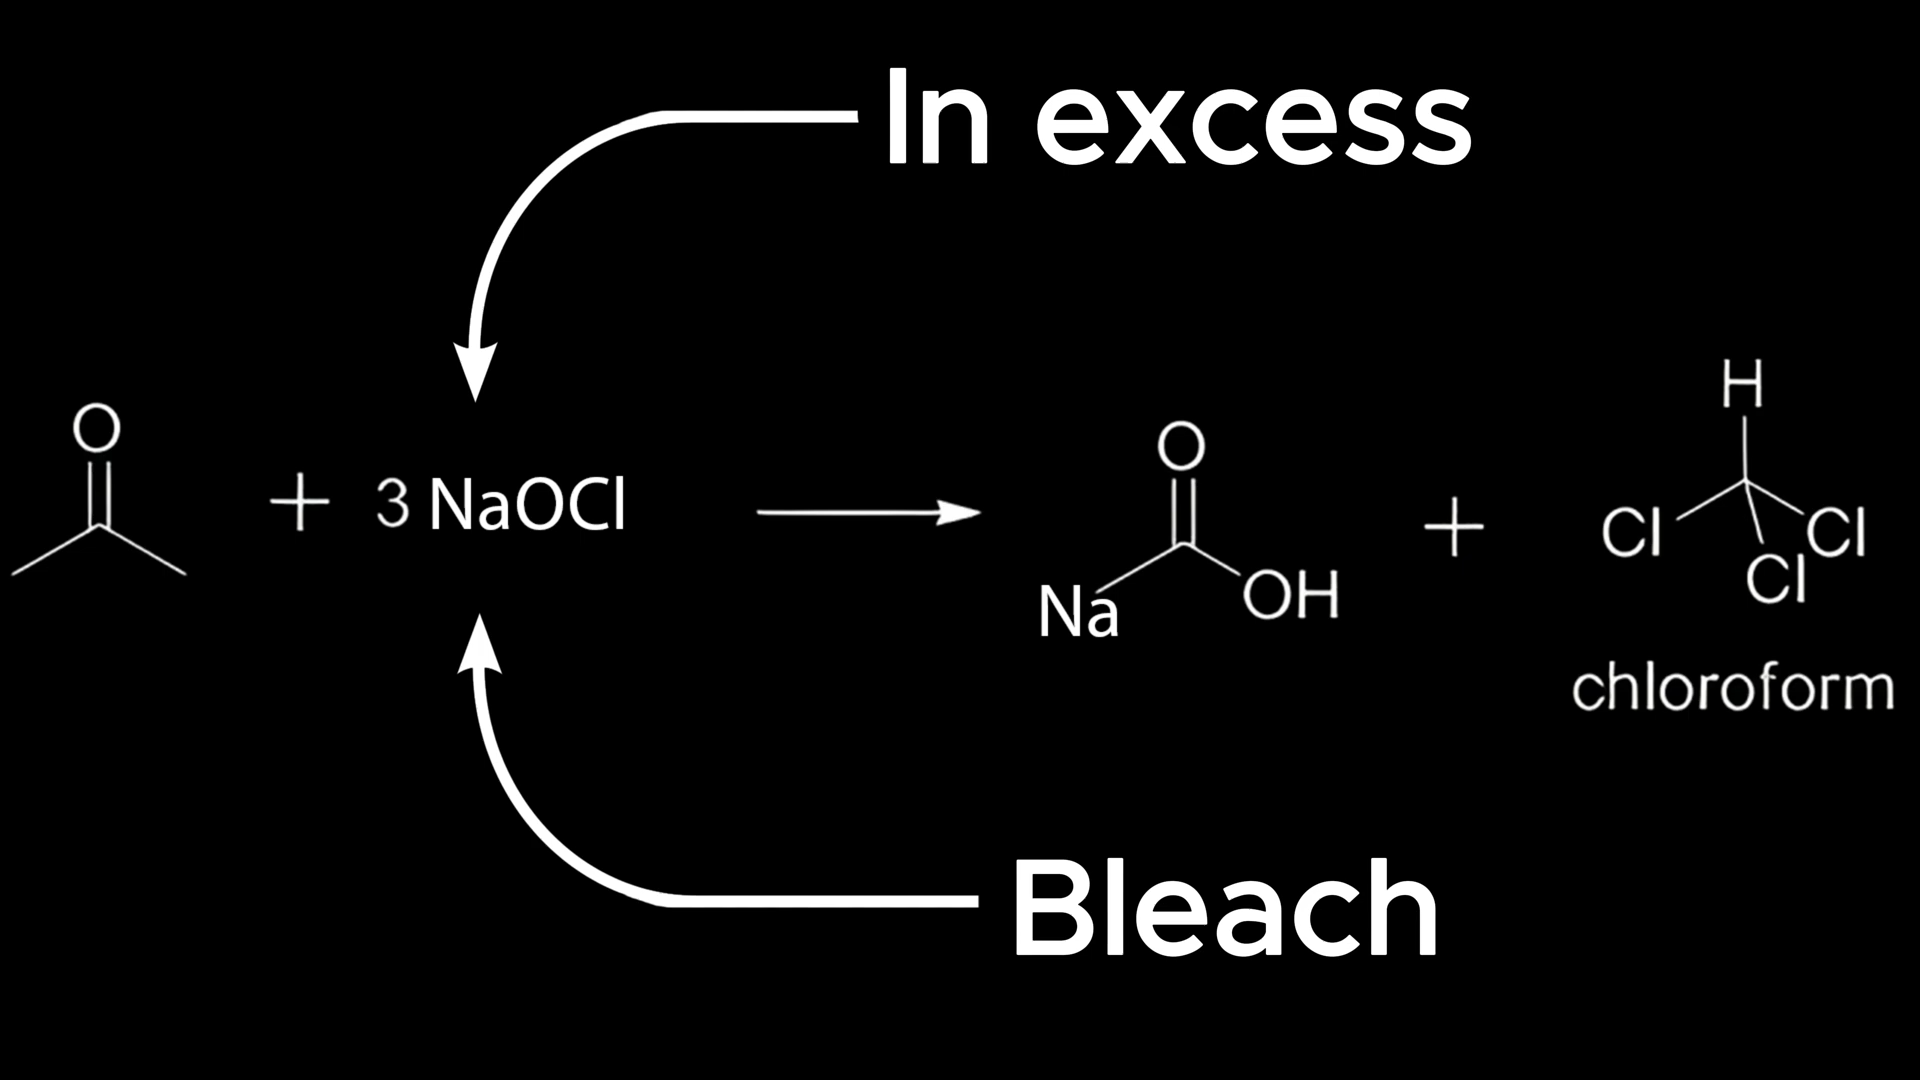 In excess
O
+ 3 NaOCl
O
Na
OH
+
H
Cl
Cl
Cl
chloroform
Bleach